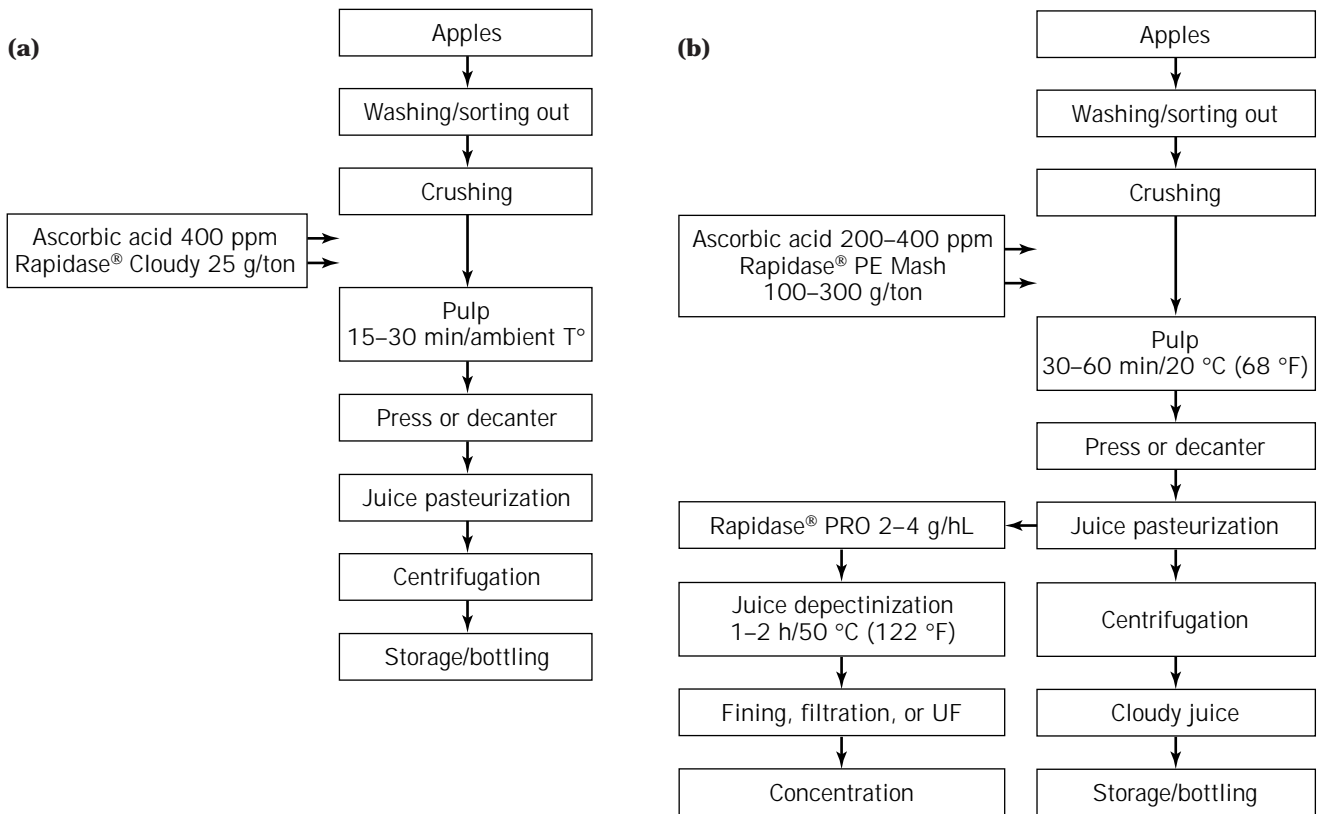 (a)
Apples
Washing/sorting out
Crushing
Ascorbic acid 400 ppm
Rapidase® Cloudy 25 g/ton
Pulp
15–30 min/ambient T°
Press or decanter
Juice pasteurization
Centrifugation
Storage/bottling
(b)
Apples
Washing/sorting out
Crushing
Ascorbic acid 200–400 ppm
Rapidase® PE Mash
100–300 g/ton
Pulp
30–60 min/20 °C (68 °F)
Press or decanter
Juice pasteurization
Rapidase® PRO 2–4 g/hL
Juice depectinization
1–2 h/50 °C (122 °F)
Fining, filtration, or UF
Concentration
Centrifugation
Cloudy juice
Storage/bottling